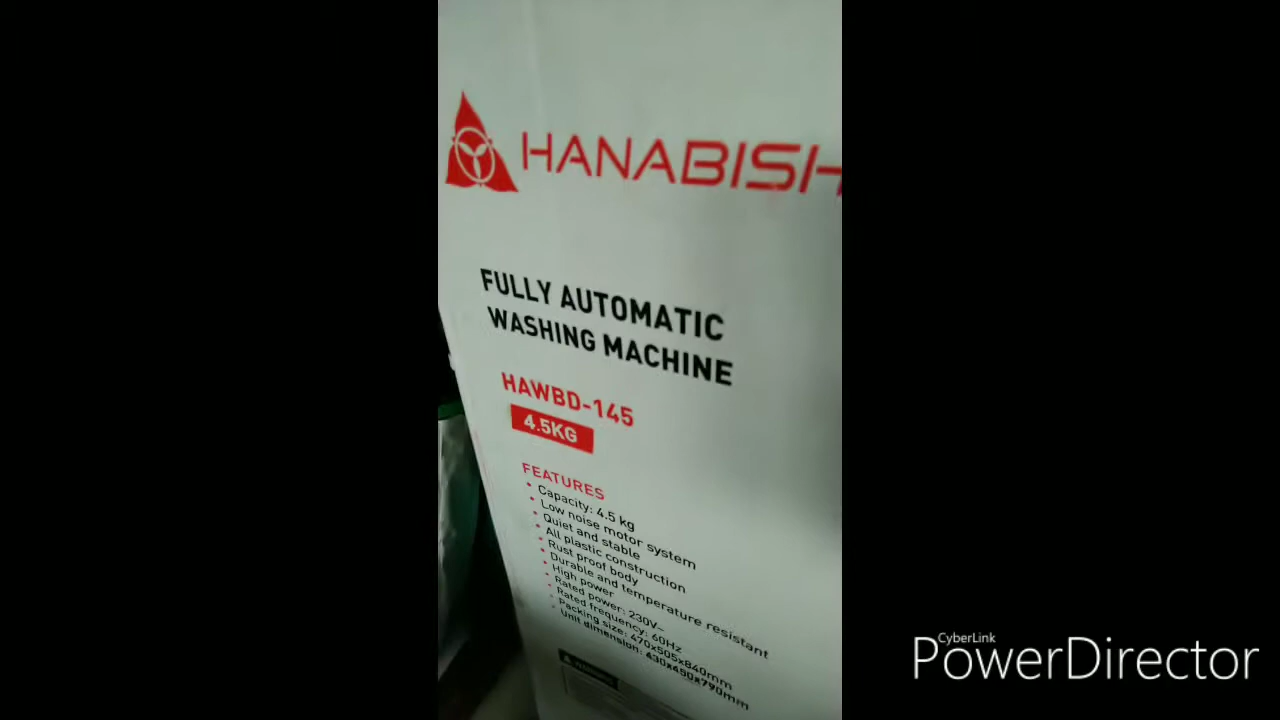 HANABISH
FULLY AUTOMATIC
WASHING MACHINE
HAWBD-145
4.5KG
FEATURES
• Capacity: 4.5 kg
• Low noise motor system
• Quiet and stable
• All plastic construction
• Rust proof body
• Durable and temperature resistant
• High power
• Rated power: 230V~
• Rated frequency: 60Hz
• Packing size: 470x505x840mm
• Unit dimension: 430x450x790mm
CyberLink
PowerDirector